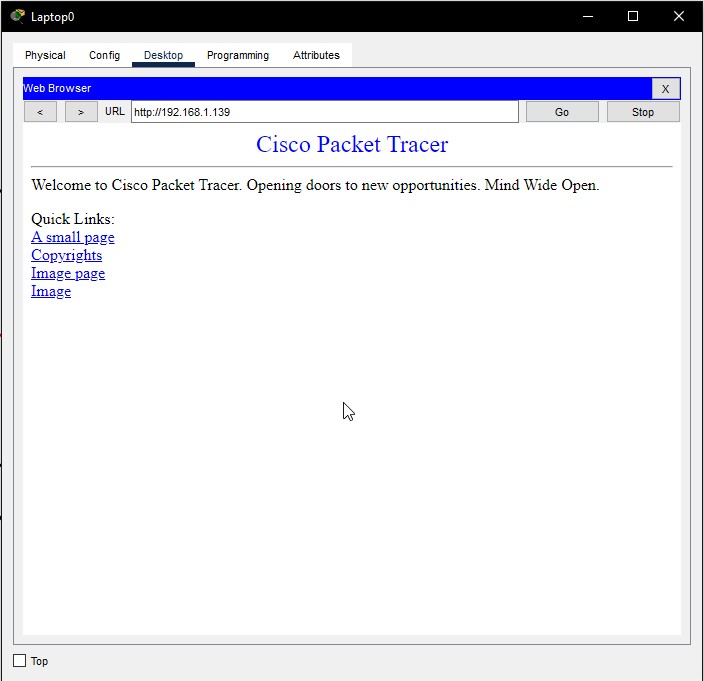 Laptop0
Physical Config Desktop Programming Attributes
Web Browser X
< > URL http://192.168.1.139 Go Stop
Cisco Packet Tracer
Welcome to Cisco Packet Tracer. Opening doors to new opportunities. Mind Wide Open.
Quick Links:
A small page
Copyrights
Image page
Image
Top